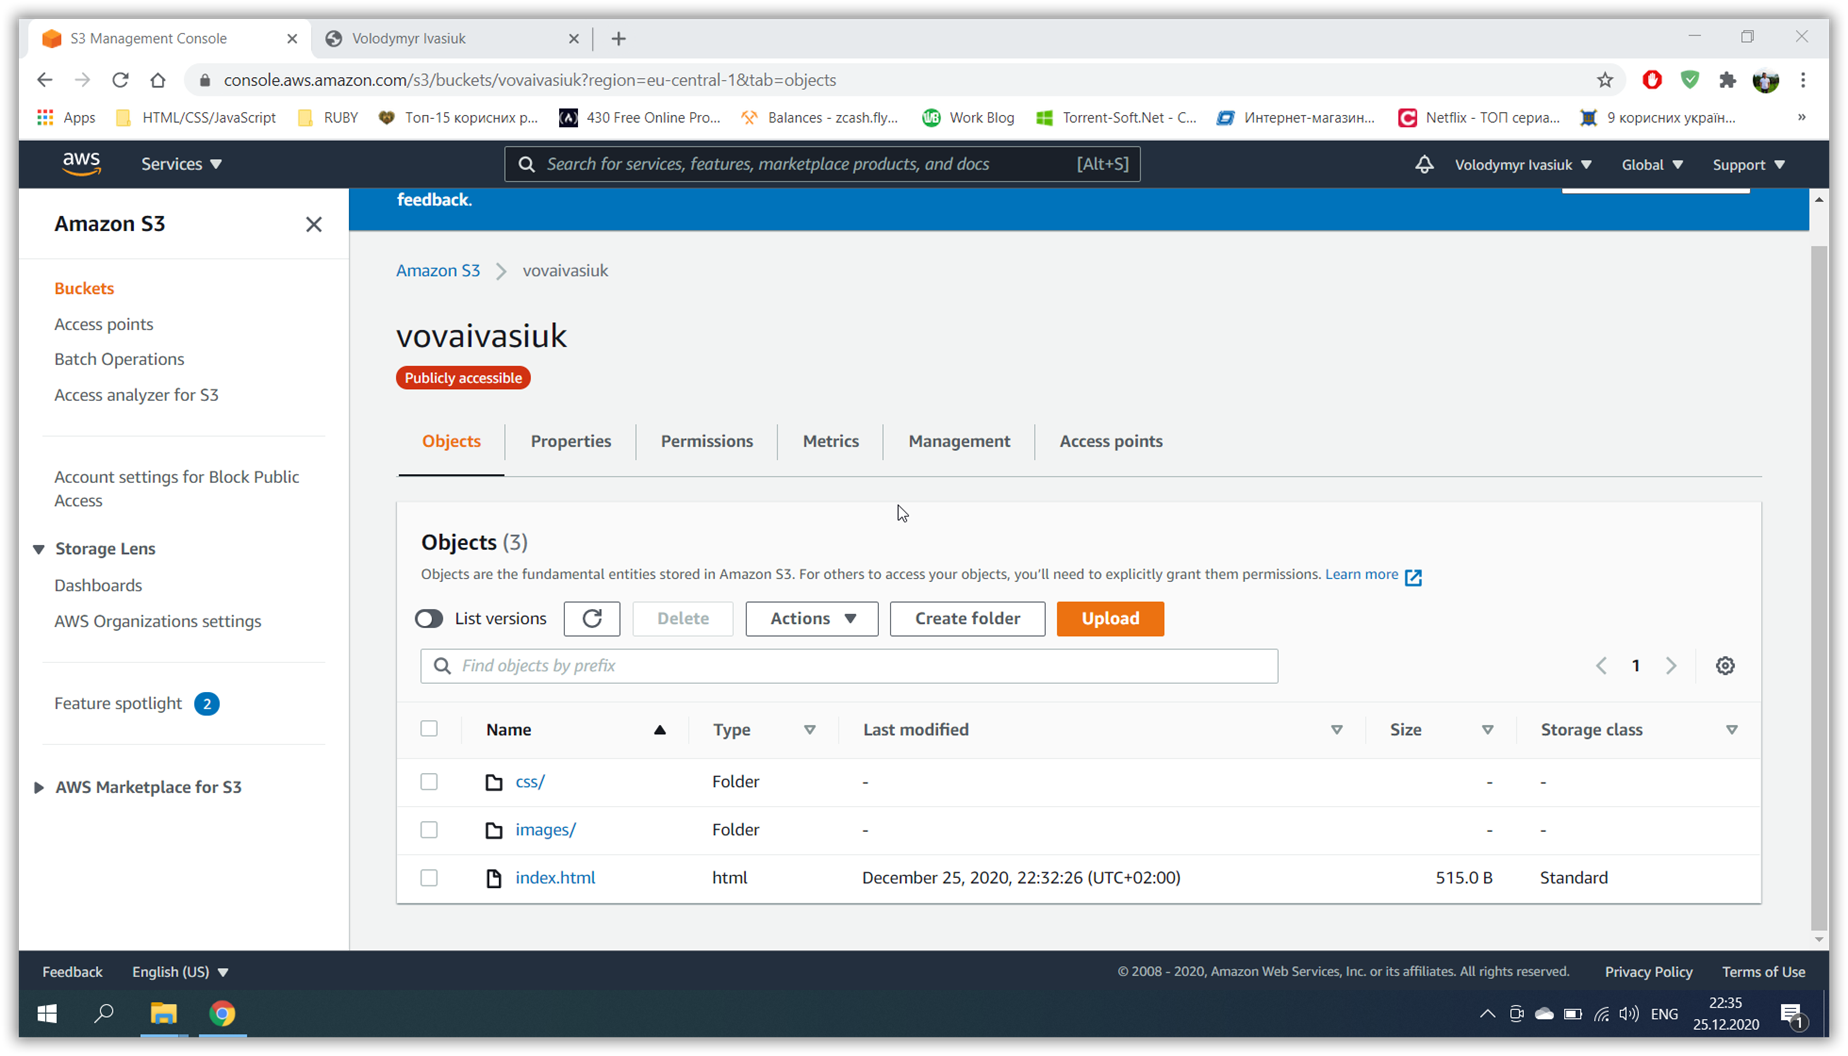 S3 Management Console
Volodymyr Ivasiuk
console.aws.amazon.com/s3/buckets/vovaivasiuk?region=eu-central-1&tab=objects
Apps
HTML/CSS/JavaScript
RUBY
Топ-15 корисних р...
430 Free Online Pro...
Balances - zcash.fly...
Work Blog
Torrent-Soft.Net - C...
Интернет-магазин...
Netflix - ТОП сериа...
9 корисних україн...
»
aws
Services
Search for services, features, marketplace products, and docs
[Alt+S]
Volodymyr Ivasiuk
Global
Support
Amazon S3
Buckets
Access points
Batch Operations
Access analyzer for S3
Account settings for Block Public
Access
Storage Lens
Dashboards
AWS Organizations settings
Feature spotlight 2
AWS Marketplace for S3
feedback.
Amazon S3
vovaivasiuk
vovaivasiuk
Publicly accessible
Objects
Properties
Permissions
Metrics
Management
Access points
Objects (3)
Objects are the fundamental entities stored in Amazon S3. For others to access your objects, you'll need to explicitly grant them permissions. Learn more
List versions
Delete
Actions
Create folder
Upload
Find objects by prefix
1
Name
Type
Last modified
Size
Storage class
css/
Folder
-
-
-
images/
Folder
-
-
-
index.html
html
December 25, 2020, 22:32:26 (UTC+02:00)
515.0 B
Standard
Feedback
English (US)
© 2008 - 2020, Amazon Web Services, Inc. or its affiliates. All rights reserved.
Privacy Policy
Terms of Use
ENG
22:35
25.12.2020
1